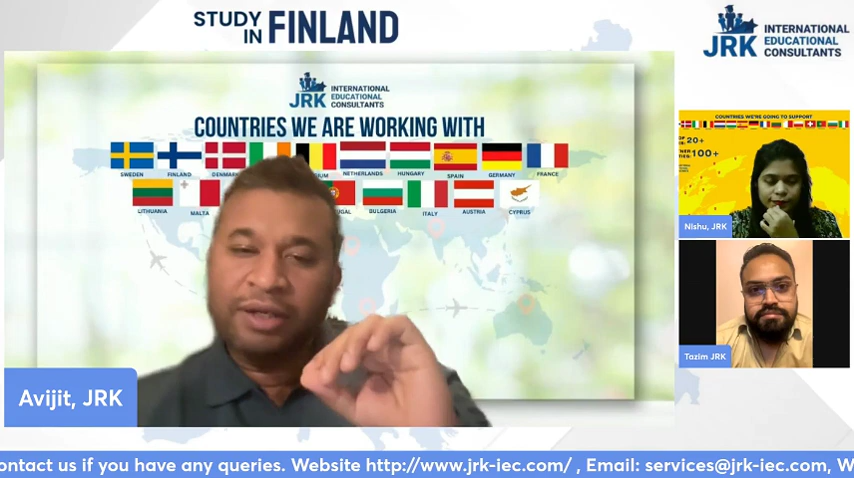 STUDY
IN FINLAND
JRK INTERNATIONAL
EDUCATIONAL
CONSULTANTS
JRK INTERNATIONAL
EDUCATIONAL
CONSULTANTS
COUNTRIES WE ARE WORKING WITH
SWEDEN FINLAND NETHERLANDS HUNGARY SPAIN GERMANY FRANCE
LITHUANIA MALTA BULGARIA ITALY AUSTRIA CYPRUS
COUNTRIES WE'RE GOING TO SUPPORT
20+
100+
Nishu, JRK
Tazim JRK
Avijit, JRK
ontact us if you have any queries. Website http://www.jrk-iec.com/ , Email: services@jrk-iec.com, W